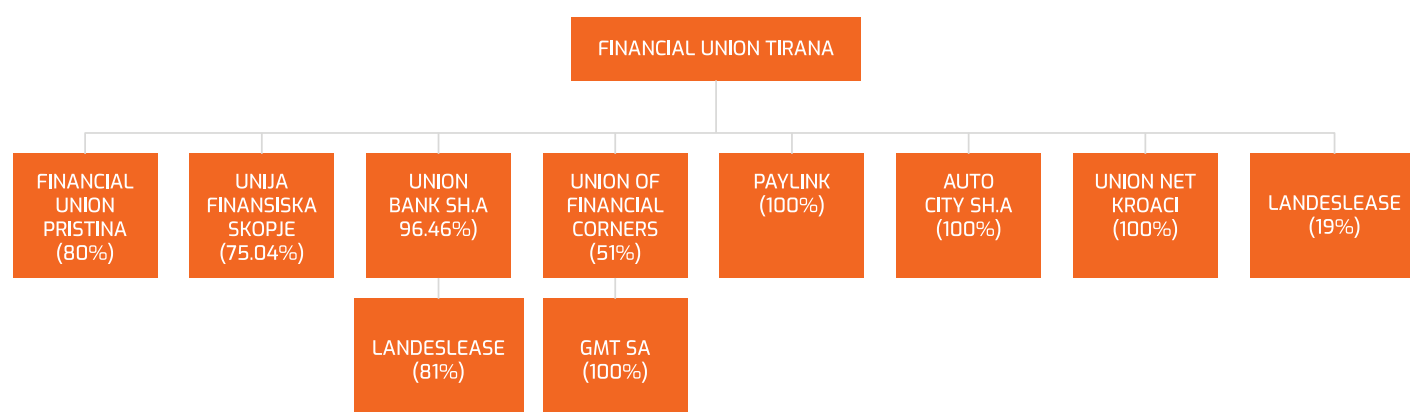 FINANCIAL UNION TIRANA
FINANCIAL
UNION
PRISTINA
(80%)
UNIJA
FINANSISKA
SKOPJE
(75.04%)
UNION
BANK SH.A
96.46%)
UNION OF
FINANCIAL
CORNERS
(51%)
PAYLINK
(100%)
AUTO
CITY SH.A
(100%)
UNION NET
KROACI
(100%)
LANDESLEASE
(19%)
LANDESLEASE
(81%)
GMT SA
(100%)